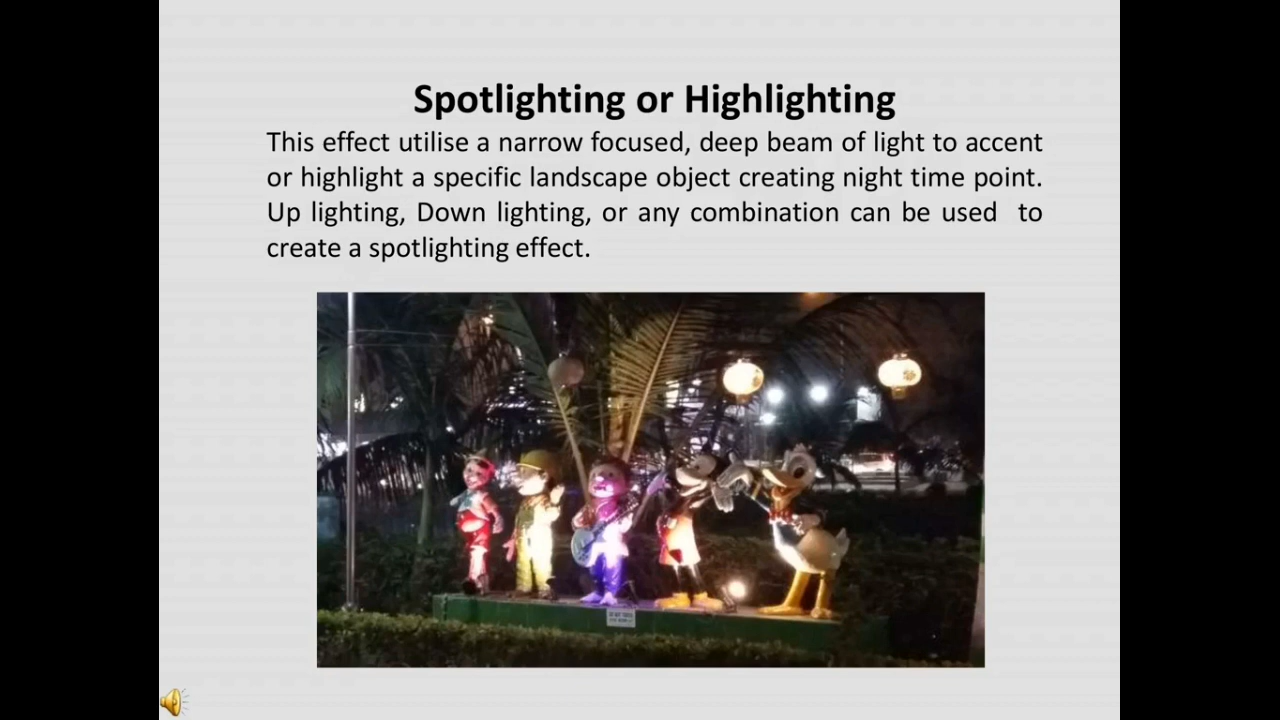 Spotlighting or Highlighting
This effect utilise a narrow focused, deep beam of light to accent
or highlight a specific landscape object creating night time point.
Up lighting, Down lighting, or any combination can be used to
create a spotlighting effect.